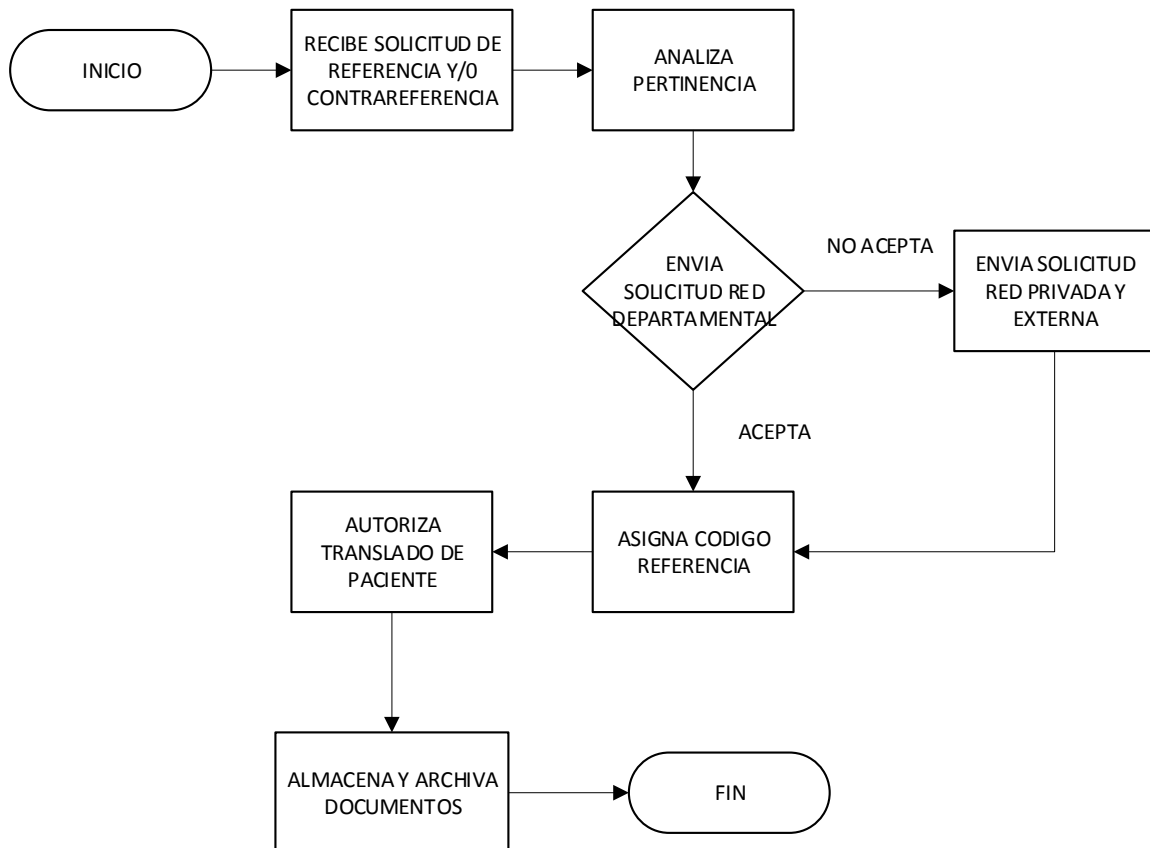 INICIO
RECIBE SOLICITUD DE
REFERENCIA Y/0
CONTRAREFERENCIA
ANALIZA
PERTINENCIA
ENVIA
SOLICITUD RED
DEPARTAMENTAL
NO ACEPTA
ENVIA SOLICITUD
RED PRIVADA Y
EXTERNA
ACEPTA
ASIGNA CODIGO
REFERENCIA
AUTORIZA
TRANSLADO DE
PACIENTE
ALMACENA Y ARCHIVA
DOCUMENTOS
FIN